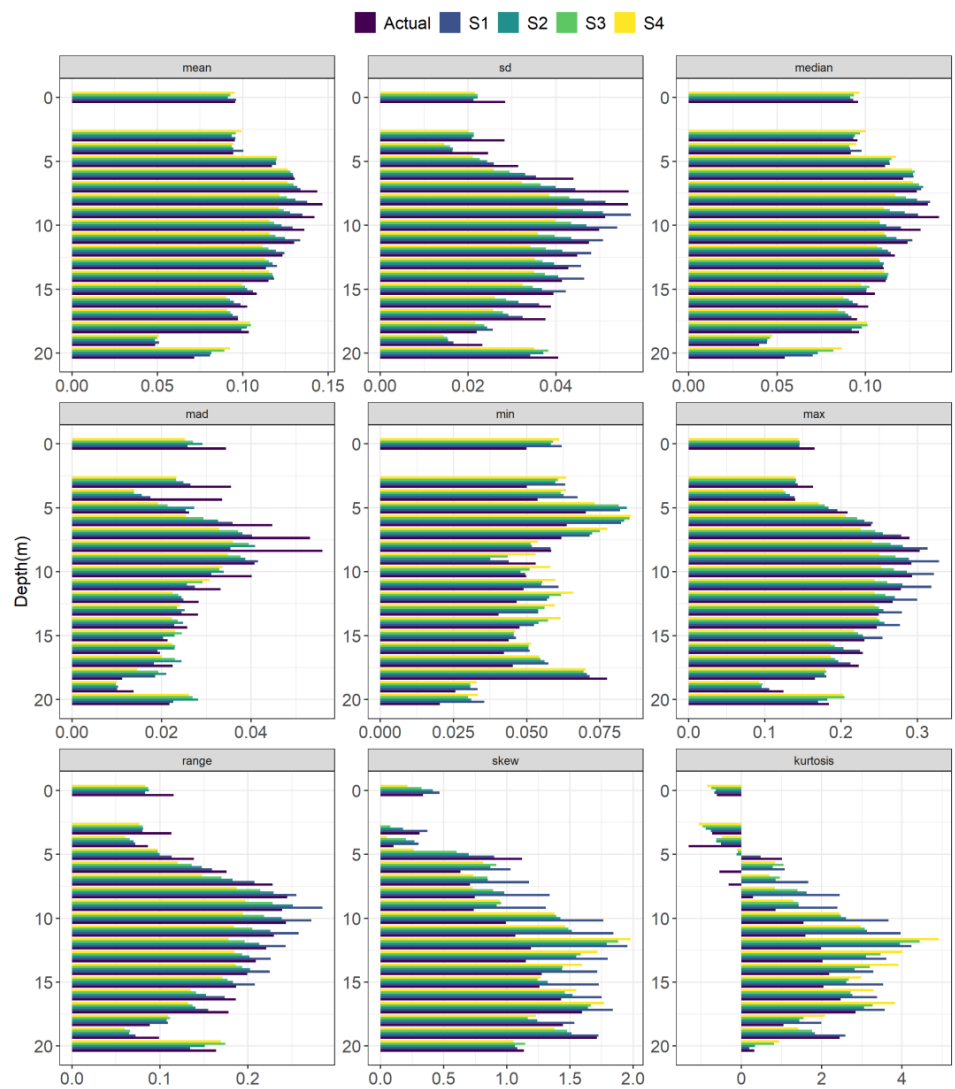 Actual S1 S2 S3 S4
mean sd median
0
5
10
15
20
0.00 0.05 0.10 0.15 0.00 0.02 0.04 0.00 0.05 0.10
mad min max
0
5
10
15
20
0.00 0.02 0.04 0.000 0.025 0.050 0.075 0.0 0.1 0.2 0.3
Depth(m)
range skew kurtosis
0
5
10
15
20
0.0 0.1 0.2 0.0 0.5 1.0 1.5 2.0 0 2 4